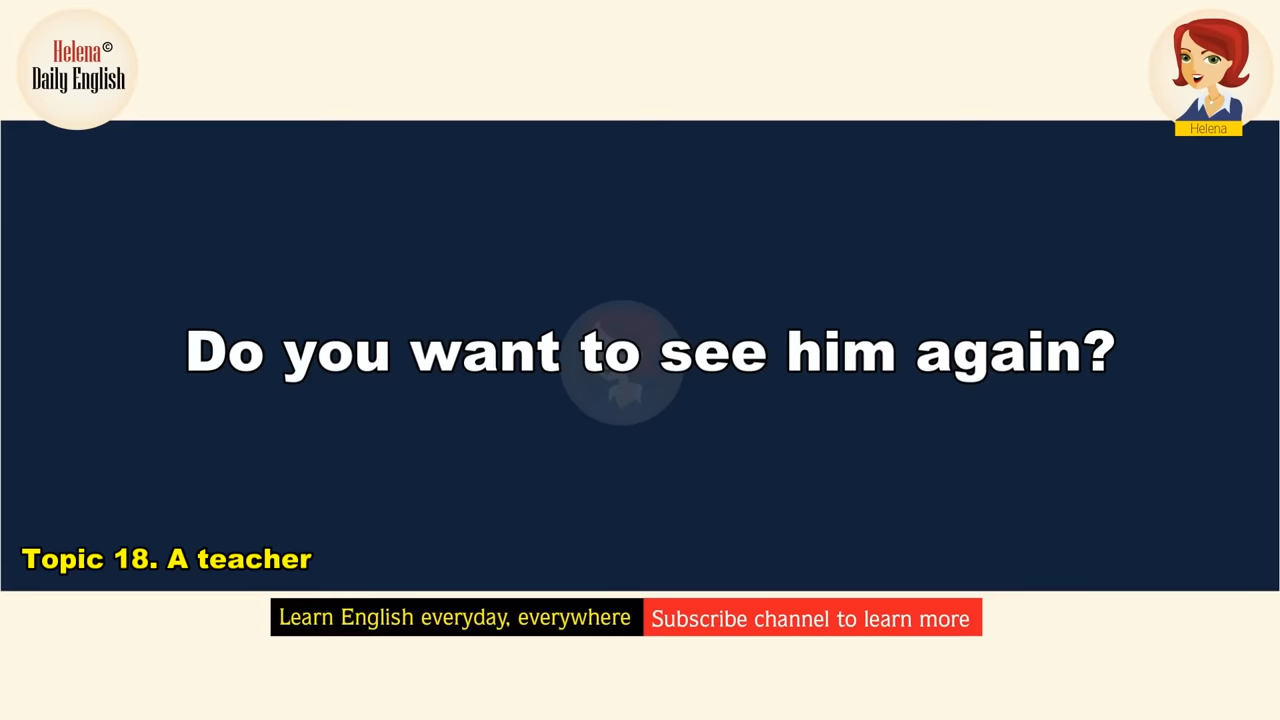 Helena©
Daily English
Helena
Do you want to see him again?
Topic 18. A teacher
Learn English everyday, everywhere
Subscribe channel to learn more